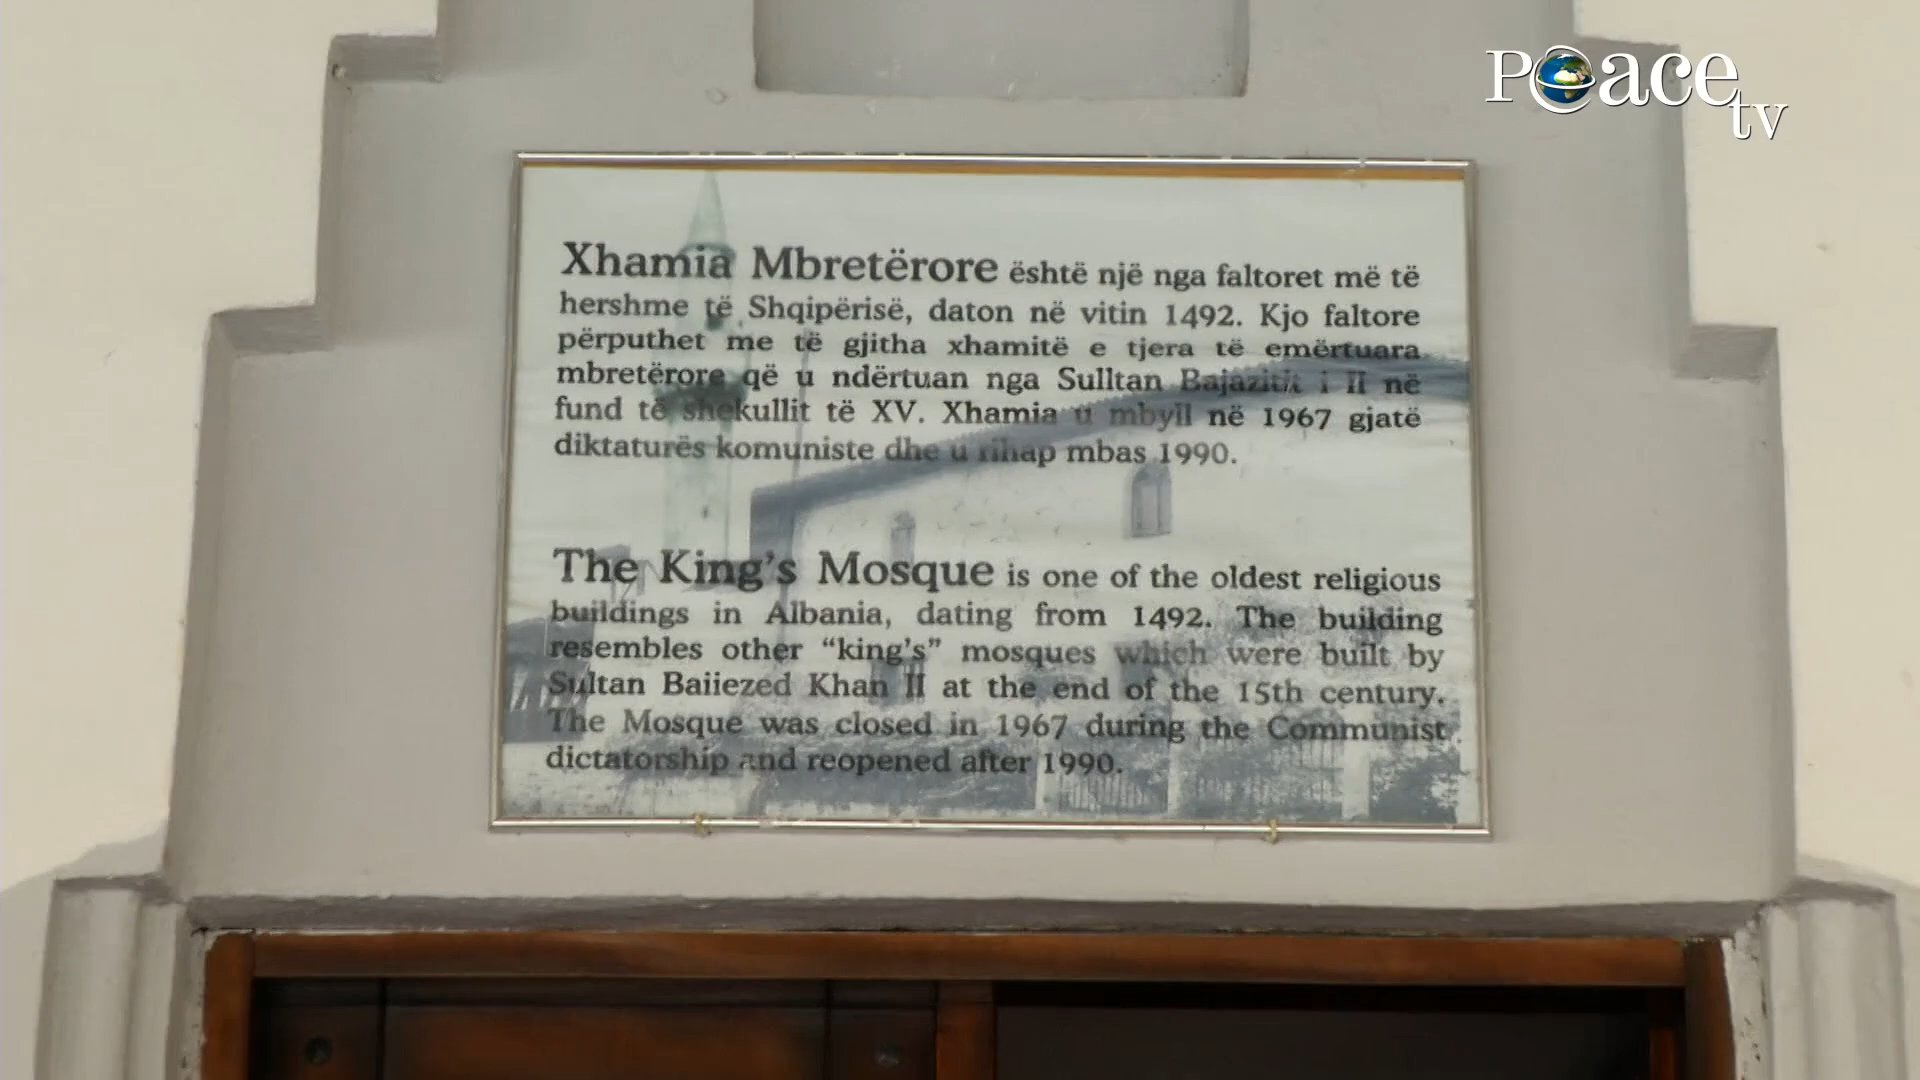 Peace tv
Xhamia Mbretërore është një nga faltoret më të
hershme të Shqipërisë, daton në vitin 1492. Kjo faltore
përputhet me të gjitha xhamitë e tjera të emërtuara
mbretërore që u ndërtuan nga Sulltan Bajazitit i II në
fund të shekullit të XV. Xhamia u mbyll në 1967 gjatë
diktaturës komuniste dhe u rihap mbas 1990.
The King's Mosque is one of the oldest religious
buildings in Albania, dating from 1492. The building
resembles other “king's” mosques which were built by
Sultan Baiiezed Khan II at the end of the 15th century.
The Mosque was closed in 1967 during the Communist
dictatorship and reopened after 1990.